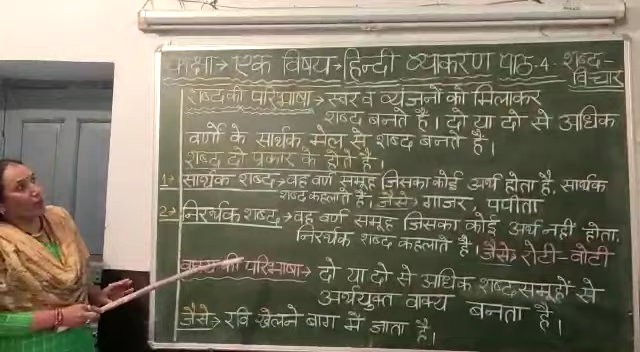 कक्षा→ एक विषय→ हिन्दी व्याकरण पाठ-4- शब्द-
विचार
शब्द की परिभाषा→ स्वर व व्यंजनों को मिलाकर
शब्द बनते है। दो या दो से अधिक
वर्णो के सार्थक मेल से शब्द बनते है।
शब्द दो प्रकार के होते है।
1→ सार्थक शब्द→ वह वर्ण समूह जिसका कोई अर्थ होता है, सार्थक
शब्द कहलाते है। जैसे→ गाजर, पपीता
2→ निरर्थक शब्द→ वह वर्ण समूह जिसका कोई अर्थ नही होता,
निरर्थक शब्द कहलाते है। जैसे→ रोटी-वोटी
की परिभाषा→ दो या दो से अधिक शब्द समूहों से
अर्थयुक्त वाक्य बनता है।
जैसे→ रवि खेलने बाग में जाता है।